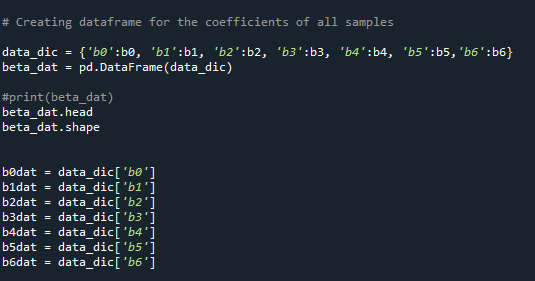 # Creating dataframe for the coefficients of all samples
data_dic = {'b0':b0, 'b1':b1, 'b2':b2, 'b3':b3, 'b4':b4, 'b5':b5,'b6':b6}
beta_dat = pd.DataFrame(data_dic)
#print(beta_dat)
beta_dat.head
beta_dat.shape
b0dat = data_dic['b0']
b1dat = data_dic['b1']
b2dat = data_dic['b2']
b3dat = data_dic['b3']
b4dat = data_dic['b4']
b5dat = data_dic['b5']
b6dat = data_dic['b6']